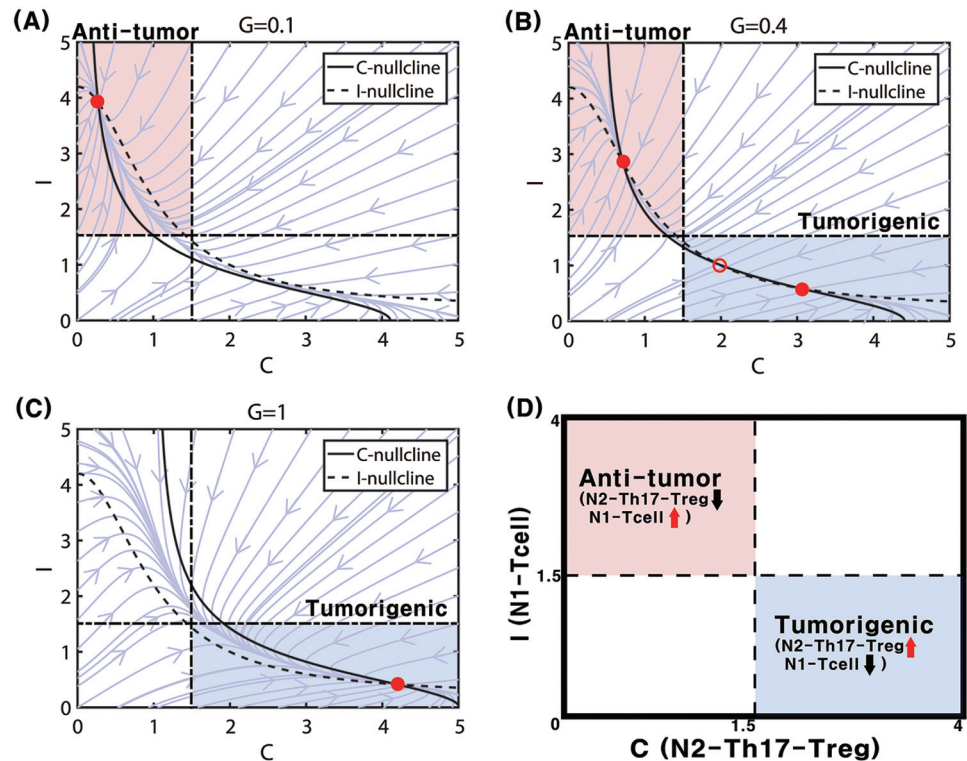 (A)
Anti-tumor
G=0.1
C-nullcline
I-nullcline
5
4
3
2
1
0
I
0 1 2 3 4 5
C
(B)
Anti-tumor
G=0.4
C-nullcline
I-nullcline
Tumorigenic
5
4
3
2
1
0
I
0 1 2 3 4 5
C
(C)
G=1
C-nullcline
I-nullcline
Tumorigenic
5
4
3
2
1
0
I
0 1 2 3 4 5
C
(D)
4
Anti-tumor
(N2-Th17-Treg⬇
N1-Tcell⬆)
1.5
Tumorigenic
(N2-Th17-Treg⬆
N1-Tcell⬇)
I (N1-Tcell)
0 1.5 4
C (N2-Th17-Treg)